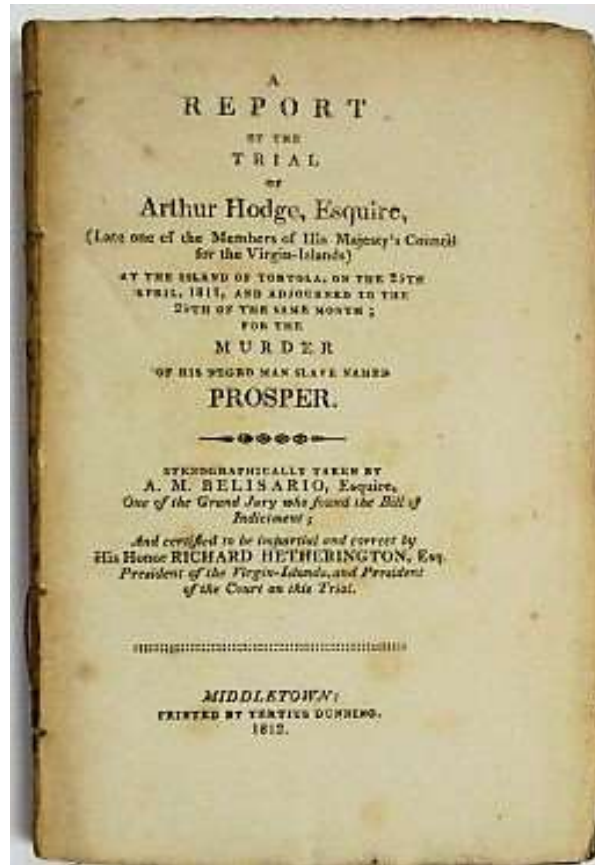 A
REPORT
OF THE
TRIAL
OF
Arthur Hodge, Esquire,
(Late one of the Members of His Majesty's Council
for the Virgin-Islands)
AT THE ISLAND OF TORTOLA, ON THE 25TH
APRIL, 1811, AND ADJOURNED TO THE
29TH OF THE SAME MONTH;
FOR THE
MURDER
OF HIS NEGRO MAN SLAVE NAMED
PROSPER.
STENOGRAPHICALLY TAKEN BY
A. M. BELISARIO, Esquire,
One of the Grand Jury who found the Bill of
Indictment;
And certified to be impartial and correct by
His Honor RICHARD HETHERINGTON, Esq.
President of the Virgin-Islands, and President
of the Court on this Trial.
MIDDLETOWN:
PRINTED BY TERTIUS DUNNING.
1812.